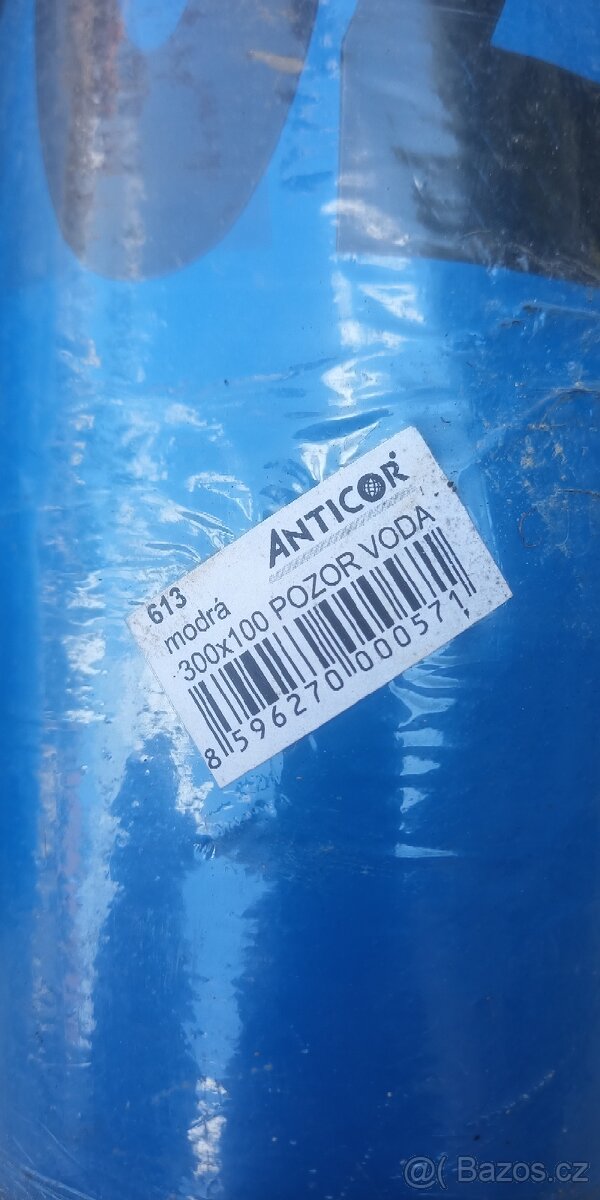 ANTICOR
613
modrá
300x100 POZOR VODA
8 596270 000571
@( Bazos.cz